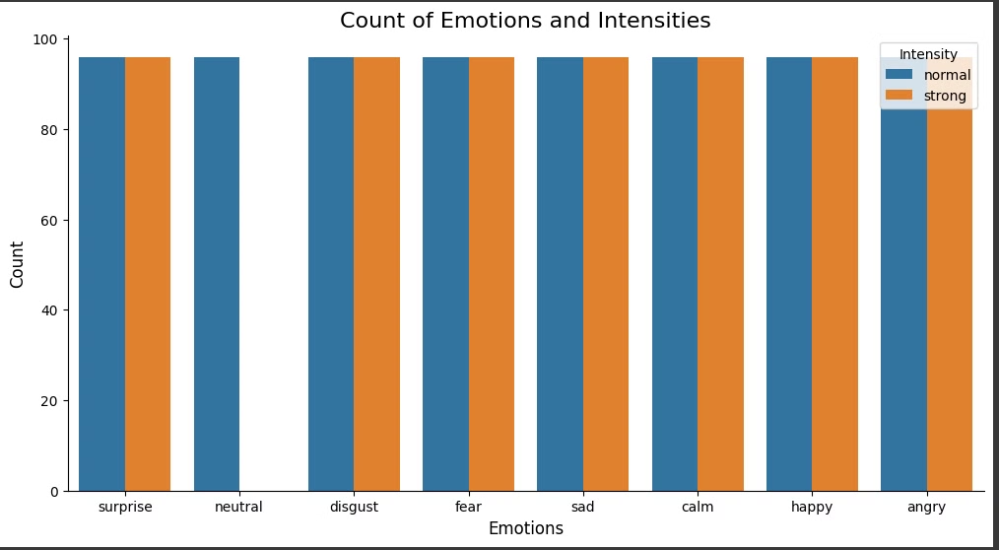 Count of Emotions and Intensities
100
80
60
40
20
0
Count
Intensity
normal
strong
surprise neutral disgust fear sad calm happy angry
Emotions